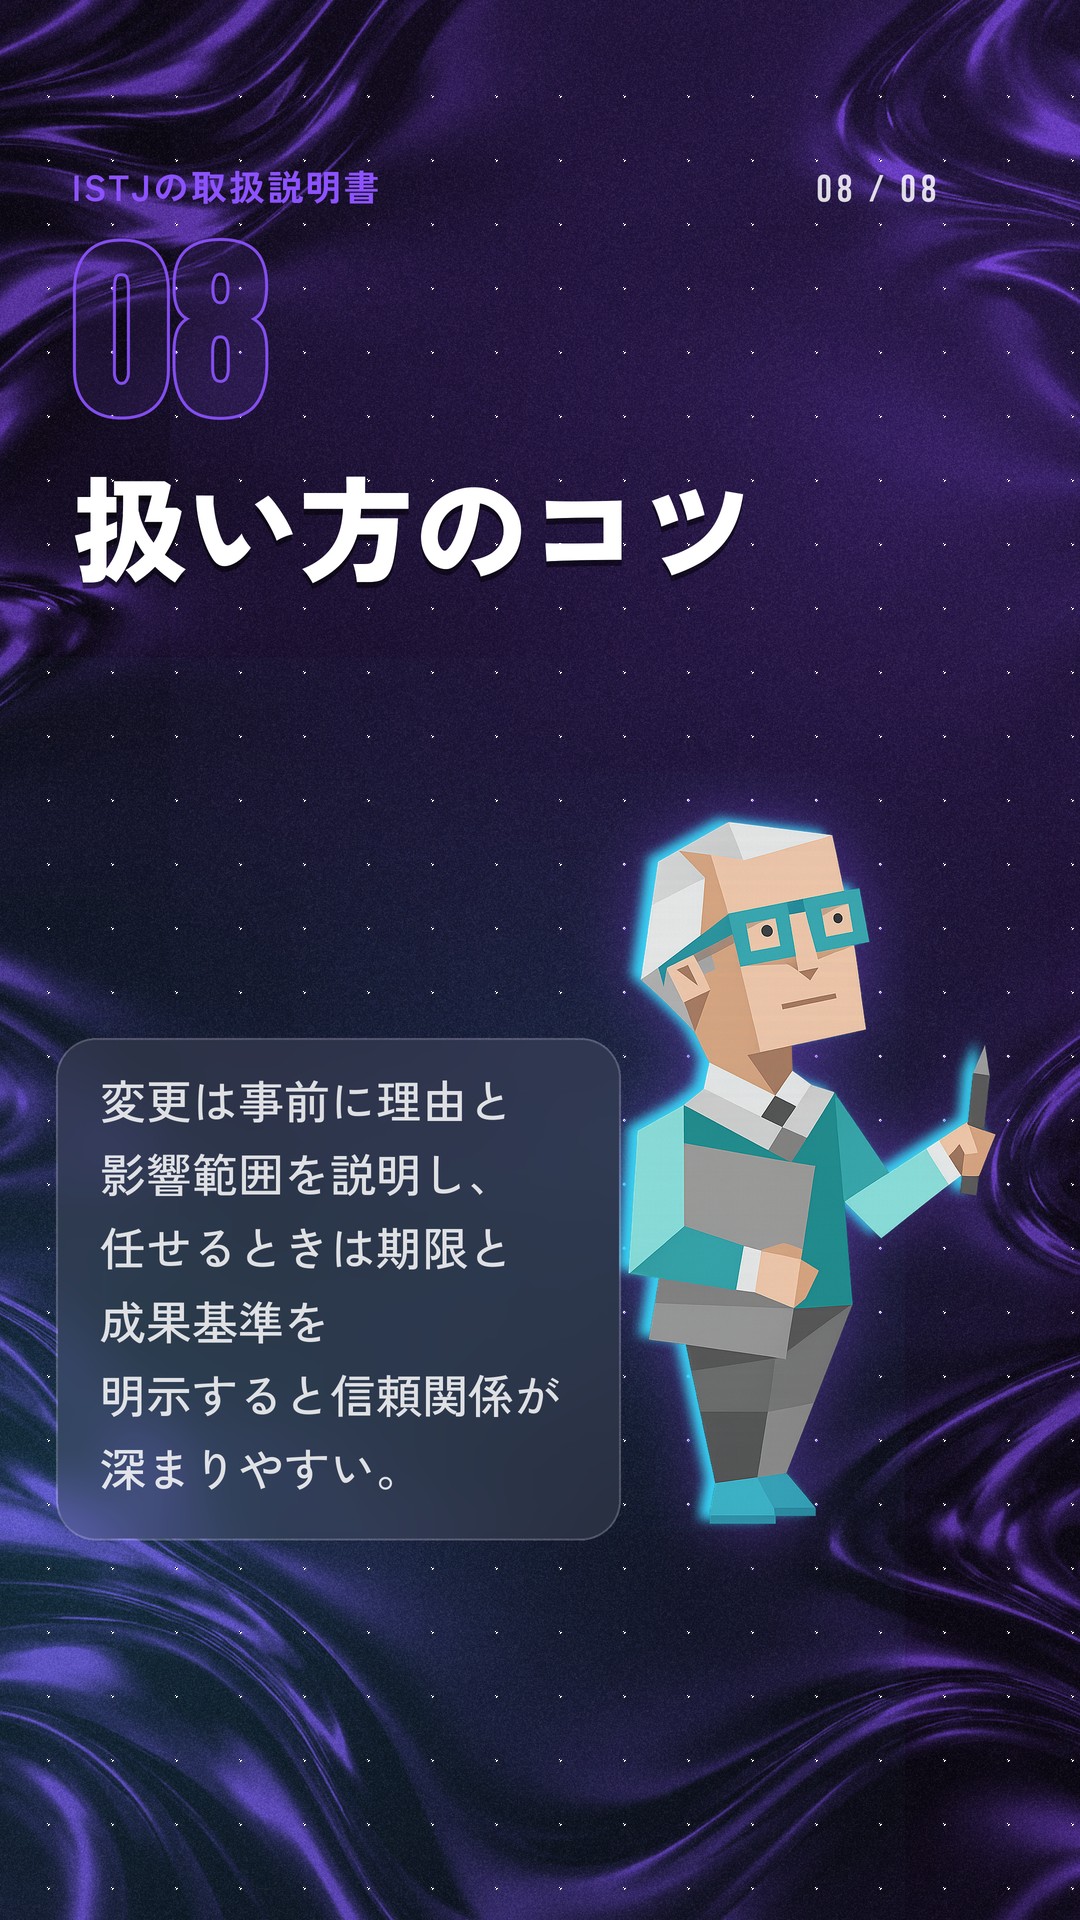 ISTJの取扱説明書
08 / 08
08
扱い方のコツ
変更は事前に理由と
影響範囲を説明し、
任せるときは期限と
成果基準を
明示すると信頼関係が
深まりやすい。